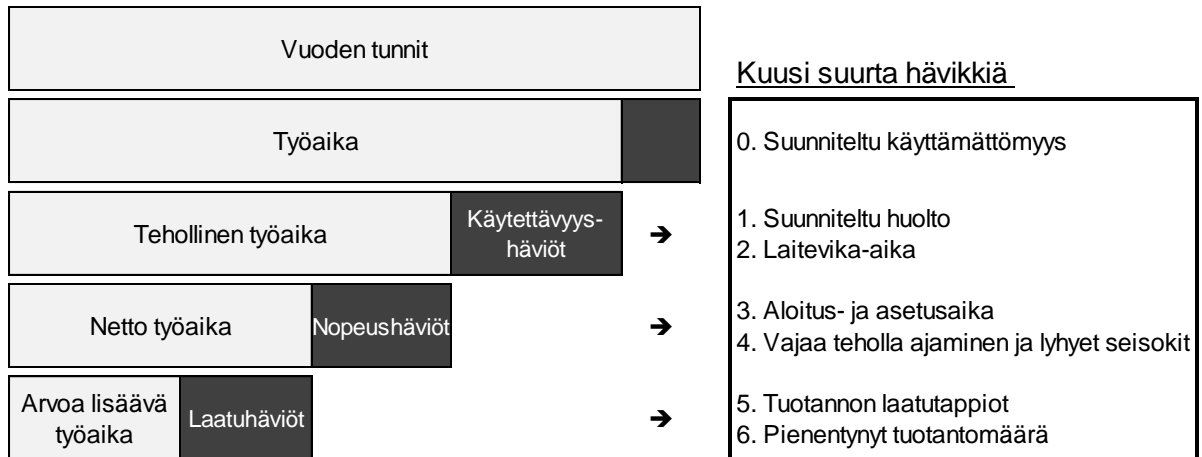 Vuoden tunnit
Kuusi suurta hävikkiä
Työaika
0. Suunniteltu käyttämättömyys
Tehollinen työaika
Käytettävyys-
häviöt
➔
1. Suunniteltu huolto
2. Laitevika-aika
Netto työaika
Nopeushäviöt
➔
3. Aloitus- ja asetusaika
4. Vajaa teholla ajaminen ja lyhyet seisokit
Arvoa lisäävä
työaika
Laatuhäviöt
➔
5. Tuotannon laatutappiot
6. Pienentynyt tuotantomäärä